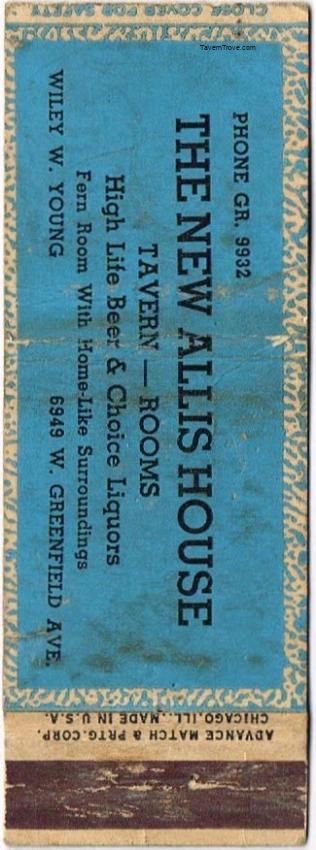 CLOSE COVER FOR SAFETY
TavernTrove.com
PHONE GR. 9932
THE NEW ALLIS HOUSE
TAVERN — ROOMS
High Life Beer & Choice Liquors
Fern Room With Home-Like Surroundings
WILEY W. YOUNG 6949 W. GREENFIELD AVE.
ADVANCE MATCH & PRTG. CORP.
CHICAGO, ILL., MADE IN U.S.A.